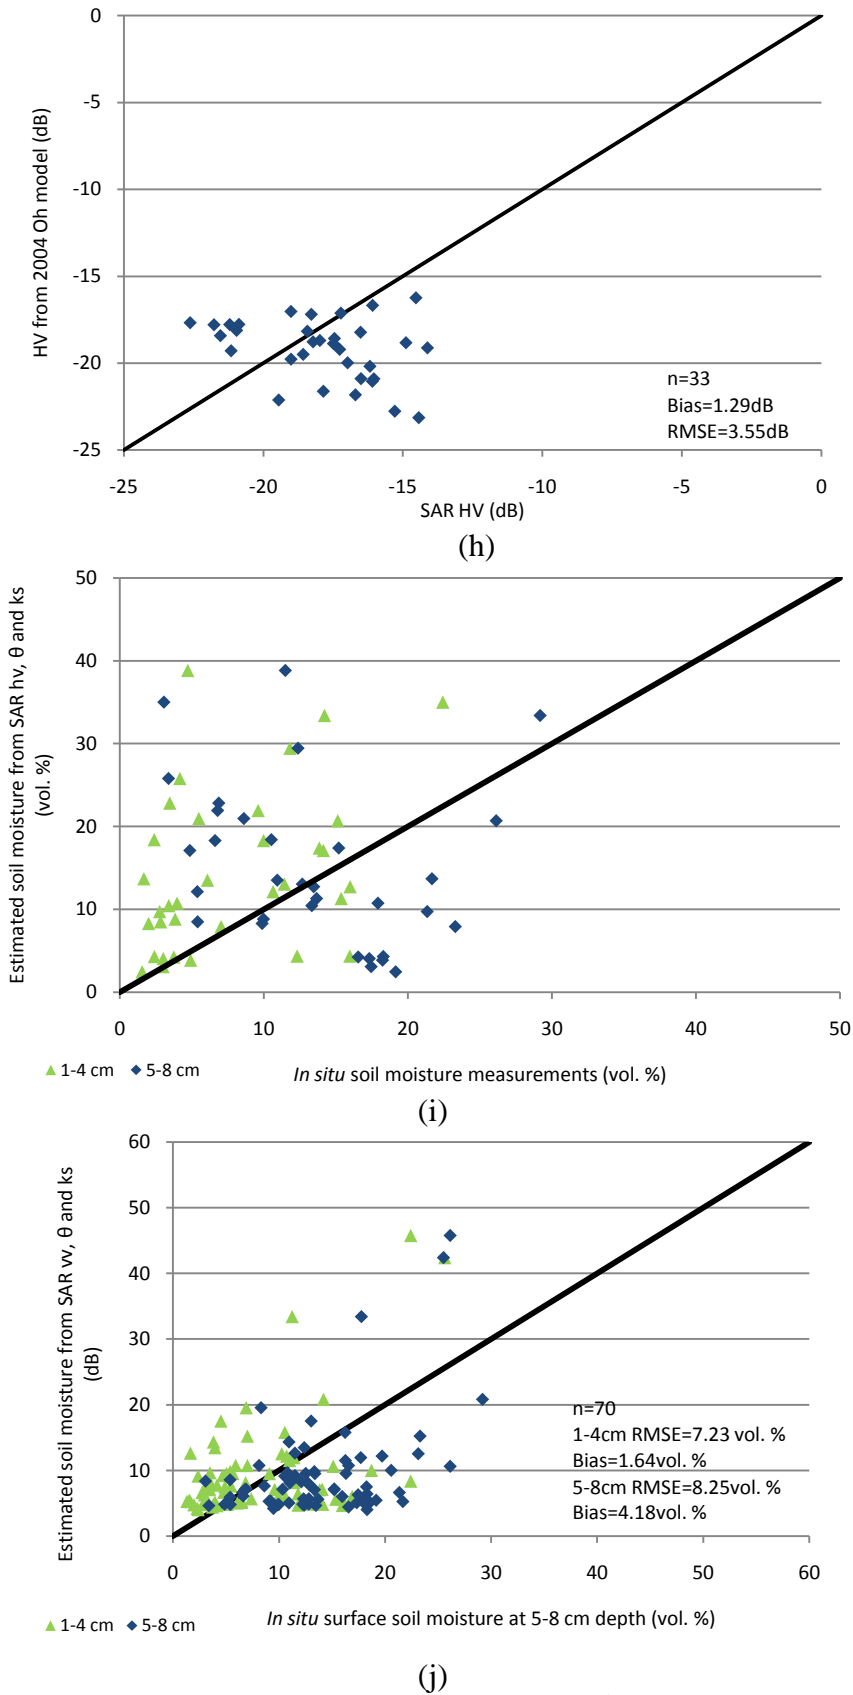 0
-5
-10
-15
-20
-25
HV from 2004 Oh model (dB)
n=33
Bias=1.29dB
RMSE=3.55dB
-25 -20 -15 -10 -5 0
SAR HV (dB)
(h)
50
40
30
20
10
0
Estimated soil moisture from SAR hv, θ and ks
(vol. %)
0 10 20 30 40 50
1-4 cm 5-8 cm
In situ soil moisture measurements (vol. %)
(i)
60
50
40
30
20
10
0
Estimated soil moisture from SAR vv, θ and ks
(dB)
n=70
1-4cm RMSE=7.23 vol. %
Bias=1.64vol. %
5-8cm RMSE=8.25vol. %
Bias=4.18vol. %
0 10 20 30 40 50 60
1-4 cm 5-8 cm
In situ surface soil moisture at 5-8 cm depth (vol. %)
(j)